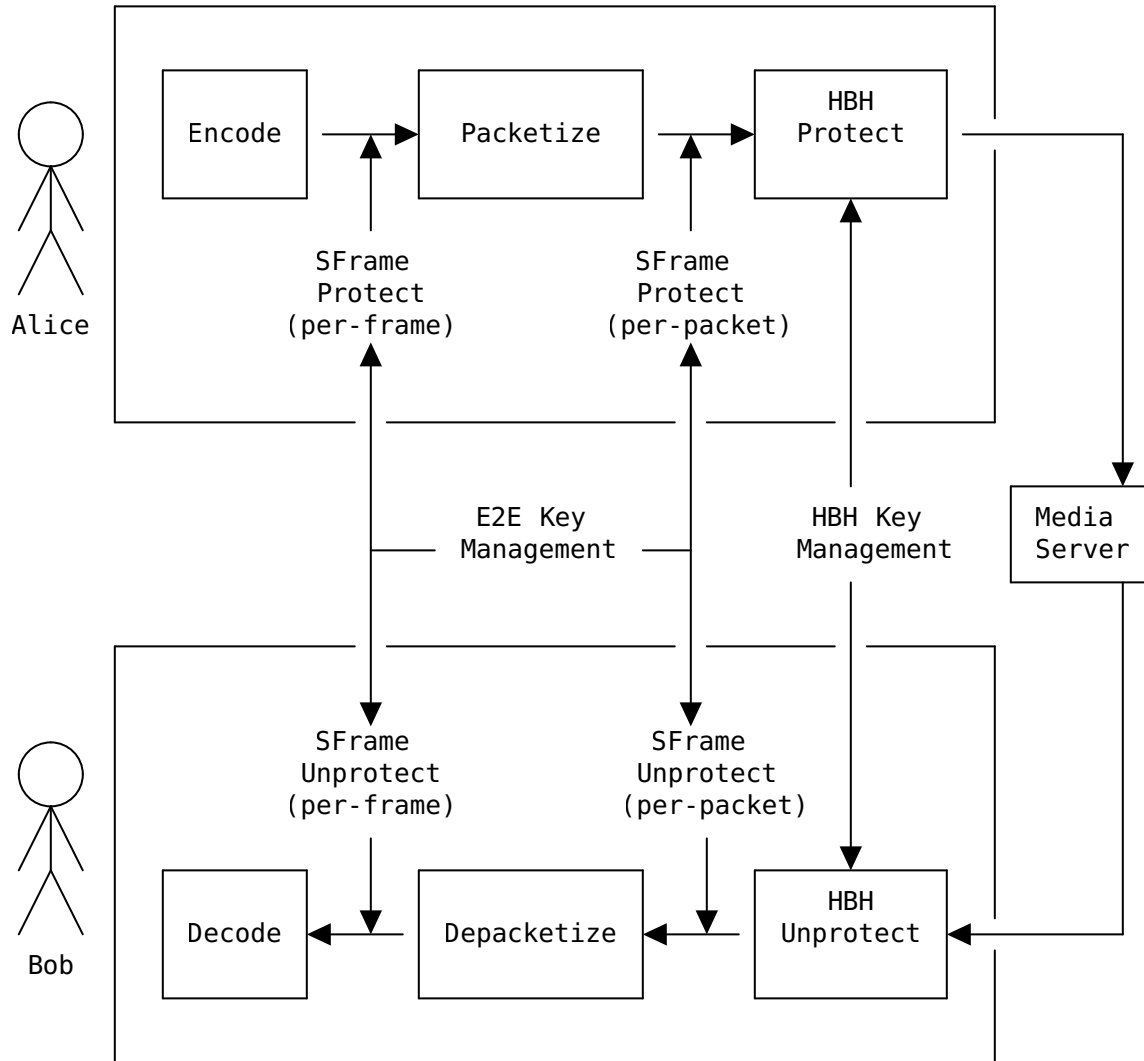 Encode
Packetize
HBH
Protect
SFrame
Protect
(per-frame)
SFrame
Protect
(per-packet)
Alice
E2E Key
Management
HBH Key
Management
Media
Server
SFrame
Unprotect
(per-frame)
SFrame
Unprotect
(per-packet)
Decode
Depacketize
HBH
Unprotect
Bob